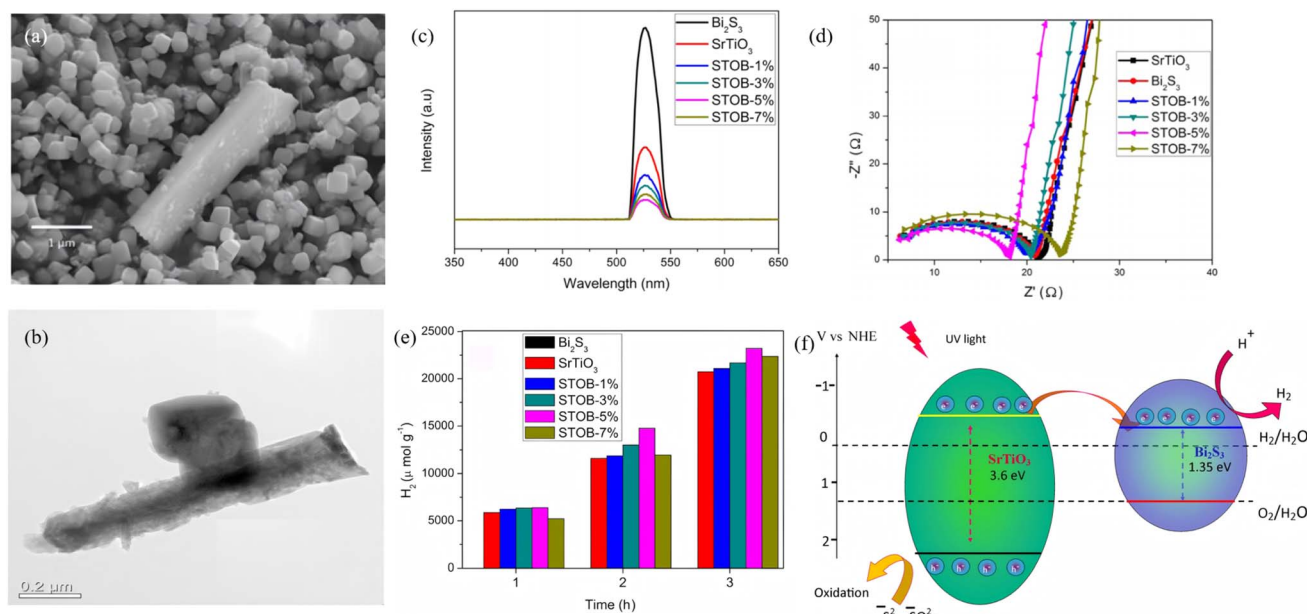 (a)
1 μm
(b)
0.2 μm
(c)
Intensity (a.u)
Bi₂S₃
SrTiO₃
STOB-1%
STOB-3%
STOB-5%
STOB-7%
350 400 450 500 550 600 650
Wavelength (nm)
(d)
-Z'' (Ω)
50
40
30
20
10
0
SrTiO₃
Bi₂S₃
STOB-1%
STOB-3%
STOB-5%
STOB-7%
10 20 30 40
Z' (Ω)
(e)
H₂ (μ mol g⁻¹)
25000
20000
15000
10000
5000
0
Bi₂S₃
SrTiO₃
STOB-1%
STOB-3%
STOB-5%
STOB-7%
1 2 3
Time (h)
(f)
V vs NHE
UV light
H⁺
H₂
-1
0
1
2
H₂/H₂O
SrTiO₃
3.6 eV
Bi₂S₃
1.35 eV
O₂/H₂O
Oxidation